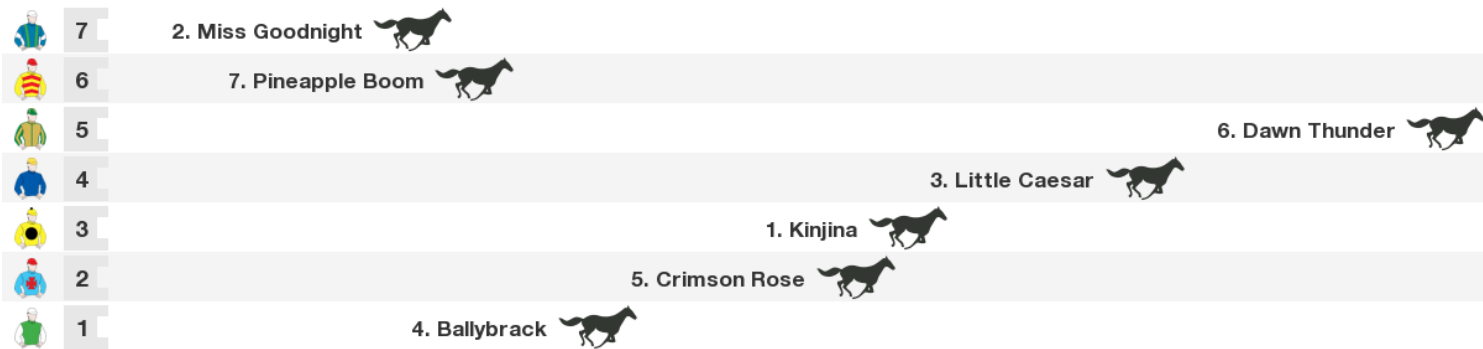 7 2. Miss Goodnight
6 7. Pineapple Boom
5 6. Dawn Thunder
4 3. Little Caesar
3 1. Kinjina
2 5. Crimson Rose
1 4. Ballybrack